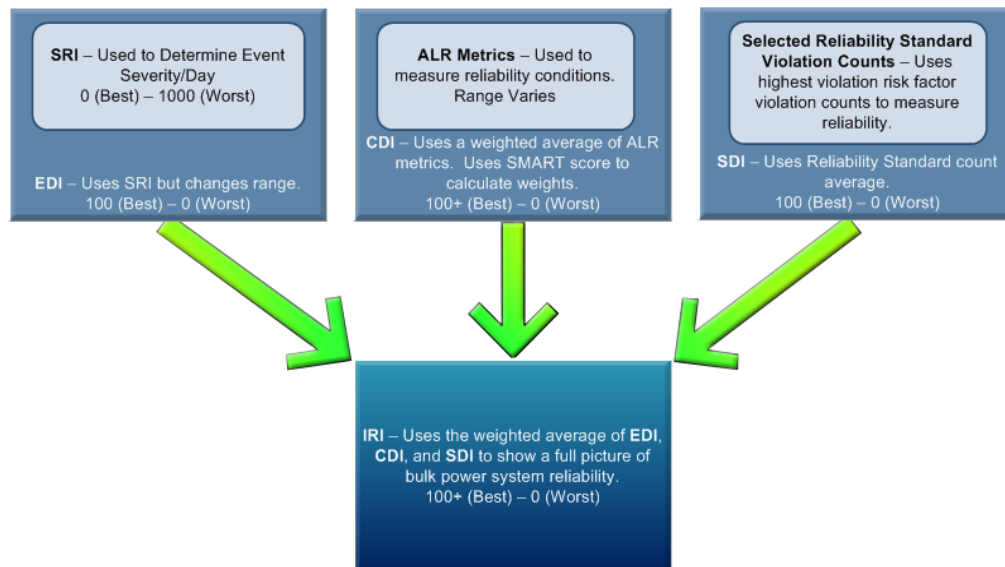 SRI – Used to Determine Event
Severity/Day
0 (Best) – 1000 (Worst)
EDI – Uses SRI but changes range.
100 (Best) – 0 (Worst)
ALR Metrics – Used to
measure reliability conditions.
Range Varies
CDI – Uses a weighted average of ALR
metrics. Uses SMART score to
calculate weights.
100+ (Best) – 0 (Worst)
Selected Reliability Standard
Violation Counts – Uses
highest violation risk factor
violation counts to measure
reliability.
SDI – Uses Reliability Standard count
average.
100 (Best) – 0 (Worst)
IRI – Uses the weighted average of EDI,
CDI, and SDI to show a full picture of
bulk power system reliability.
100+ (Best) – 0 (Worst)